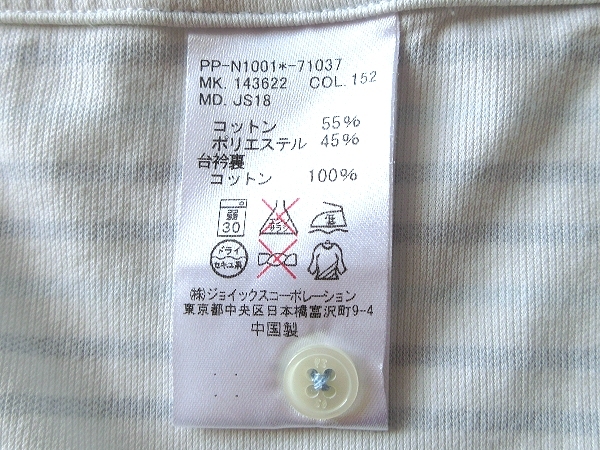 PP-N1001*-71037
MK. 143622 COL. 152
MD. JS18
コットン 55%
ポリエステル 45%
台衿裏
コットン 100%
弱
30
ドライ
セキユ系
㈱ジョイックスコーポレーション
東京都中央区日本橋富沢町9-4
中国製